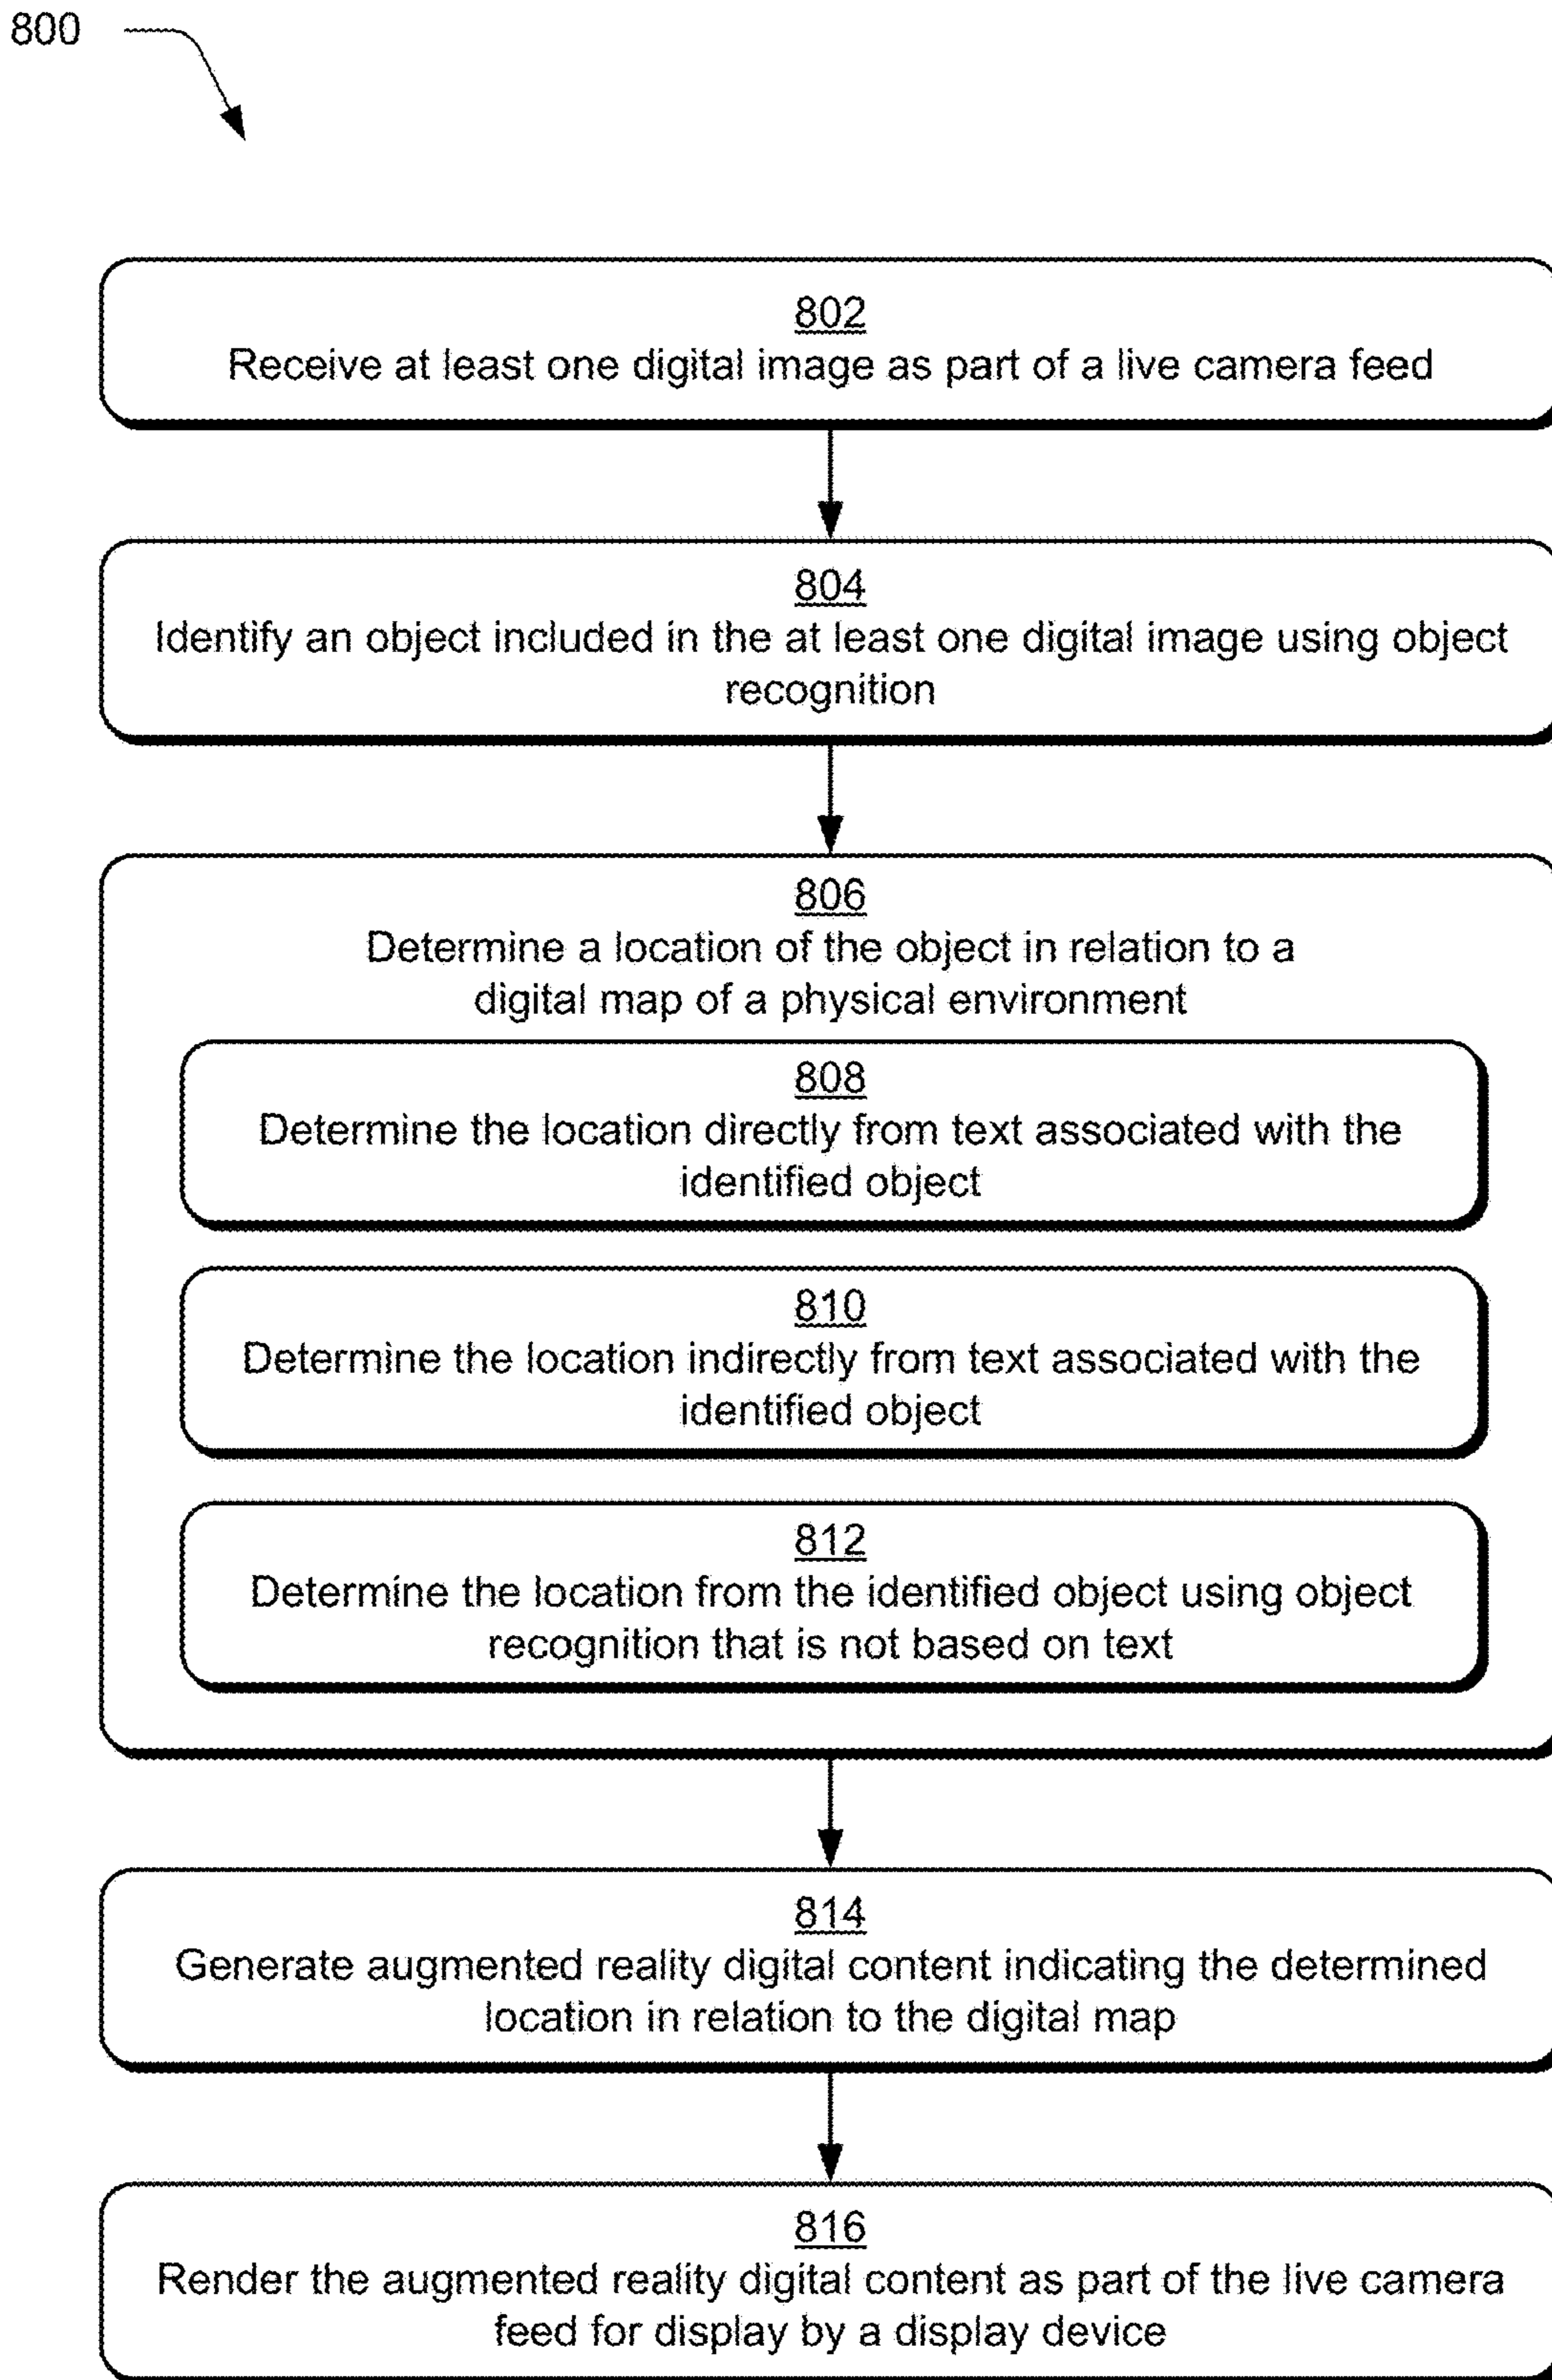 800
802
Receive at least one digital image as part of a live camera feed
804
Identify an object included in the at least one digital image using object
recognition
806
Determine a location of the object in relation to a
digital map of a physical environment
808
Determine the location directly from text associated with the
identified object
810
Determine the location indirectly from text associated with the
identified object
812
Determine the location from the identified object using object
recognition that is not based on text
814
Generate augmented reality digital content indicating the determined
location in relation to the digital map
816
Render the augmented reality digital content as part of the live camera
feed for display by a display device